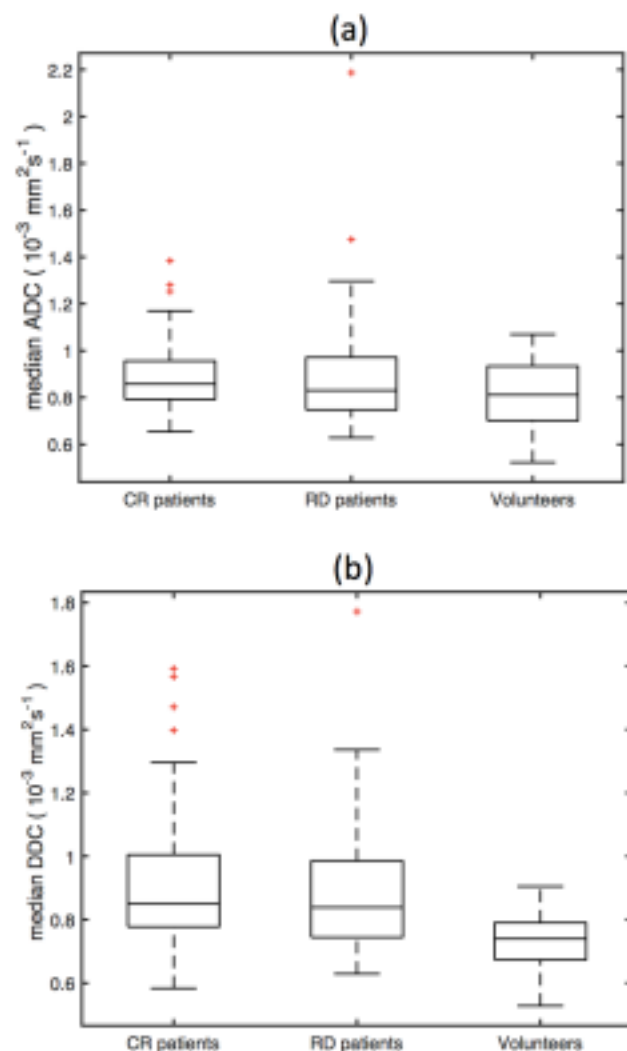 (a)
median ADC ( 10⁻³ mm²s⁻¹ )
2.2
2
1.8
1.6
1.4
1.2
1
0.8
0.6
CR patients
RD patients
Volunteers
(b)
median DDC ( 10⁻³ mm²s⁻¹ )
1.8
1.6
1.4
1.2
1
0.8
0.6
CR patients
RD patients
Volunteers